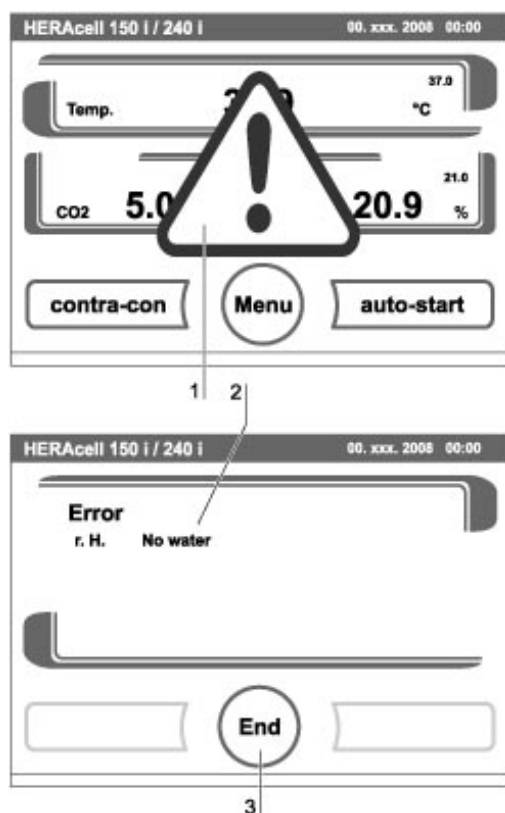 HERAcell 150 i / 240 i 00. xxx. 2008 00:00
37.0
Temp. °C
21.0
CO2 5.0 20.9 %
contra-con Menu auto-start
1 2
HERAcell 150 i / 240 i 00. xxx. 2008 00:00
Error
r. H. No water
End
3